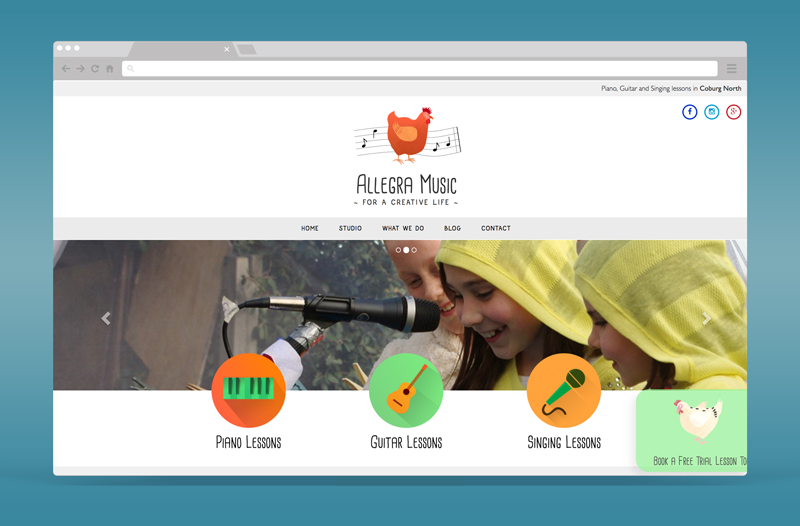 Piano, Guitar and Singing lessons in Coburg North
Allegra Music
~ FOR A CREATIVE LIFE ~
HOME STUDIO WHAT WE DO BLOG CONTACT
Piano Lessons
Guitar Lessons
Singing Lessons
Book a Free Trial Lesson To